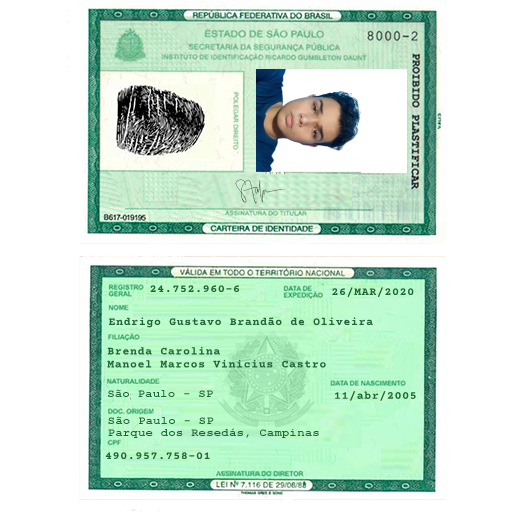 REPÚBLICA FEDERATIVA DO BRASIL
ESTADO DE SÃO PAULO
8000-2
SECRETARIA DA SEGURANÇA PÚBLICA
INSTITUTO DE IDENTIFICAÇÃO RICARDO GUMBLETON DAUNT
PROIBIDO PLASTIFICAR
POLEGAR DIREITO
ASSINATURA DO TITULAR
B617-019195
CARTEIRA DE IDENTIDADE
VÁLIDA EM TODO O TERRITÓRIO NACIONAL
REGISTRO GERAL 24.752.960-6 DATA DE EXPEDIÇÃO 26/MAR/2020
NOME
Endrigo Gustavo Brandão de Oliveira
FILIAÇÃO
Brenda Carolina
Manoel Marcos Vinicius Castro
NATURALIDADE DATA DE NASCIMENTO
São Paulo - SP 11/abr/2005
DOC. ORIGEM
São Paulo - SP
Parque dos Resedás, Campinas
CPF
490.957.758-01
ASSINATURA DO DIRETOR
LEI Nº 7.116 DE 29/08/83
THOMAS GREG & SONS